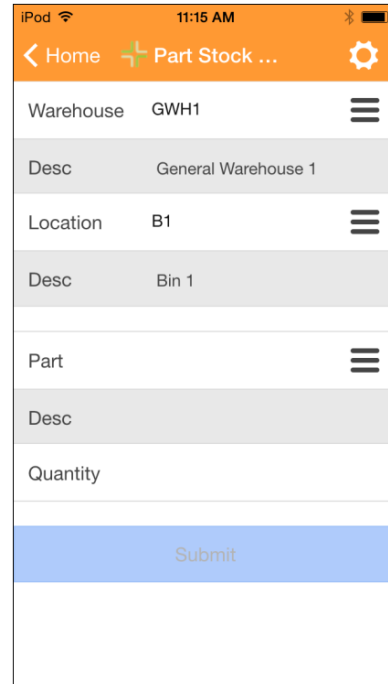 iPod 11:15 AM
Home Part Stock ...
Warehouse GWH1
Desc General Warehouse 1
Location B1
Desc Bin 1
Part
Desc
Quantity
Submit